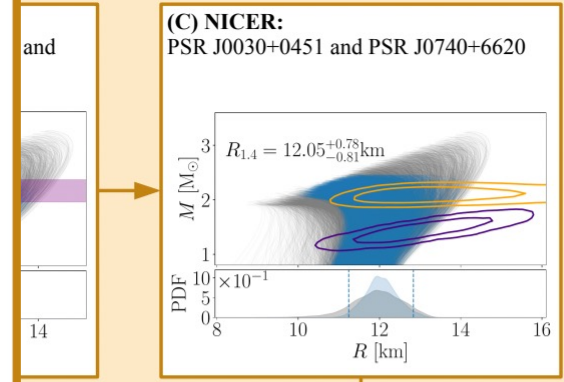 and
14
(C) NICER:
PSR J0030+0451 and PSR J0740+6620
R₁.₄ = 12.05⁺⁰·⁷⁸₋₀.₈₁km
M [M☉]
3
2
1
PDF
×10⁻¹
10
5
0
8 10 12 14 16
R [km]